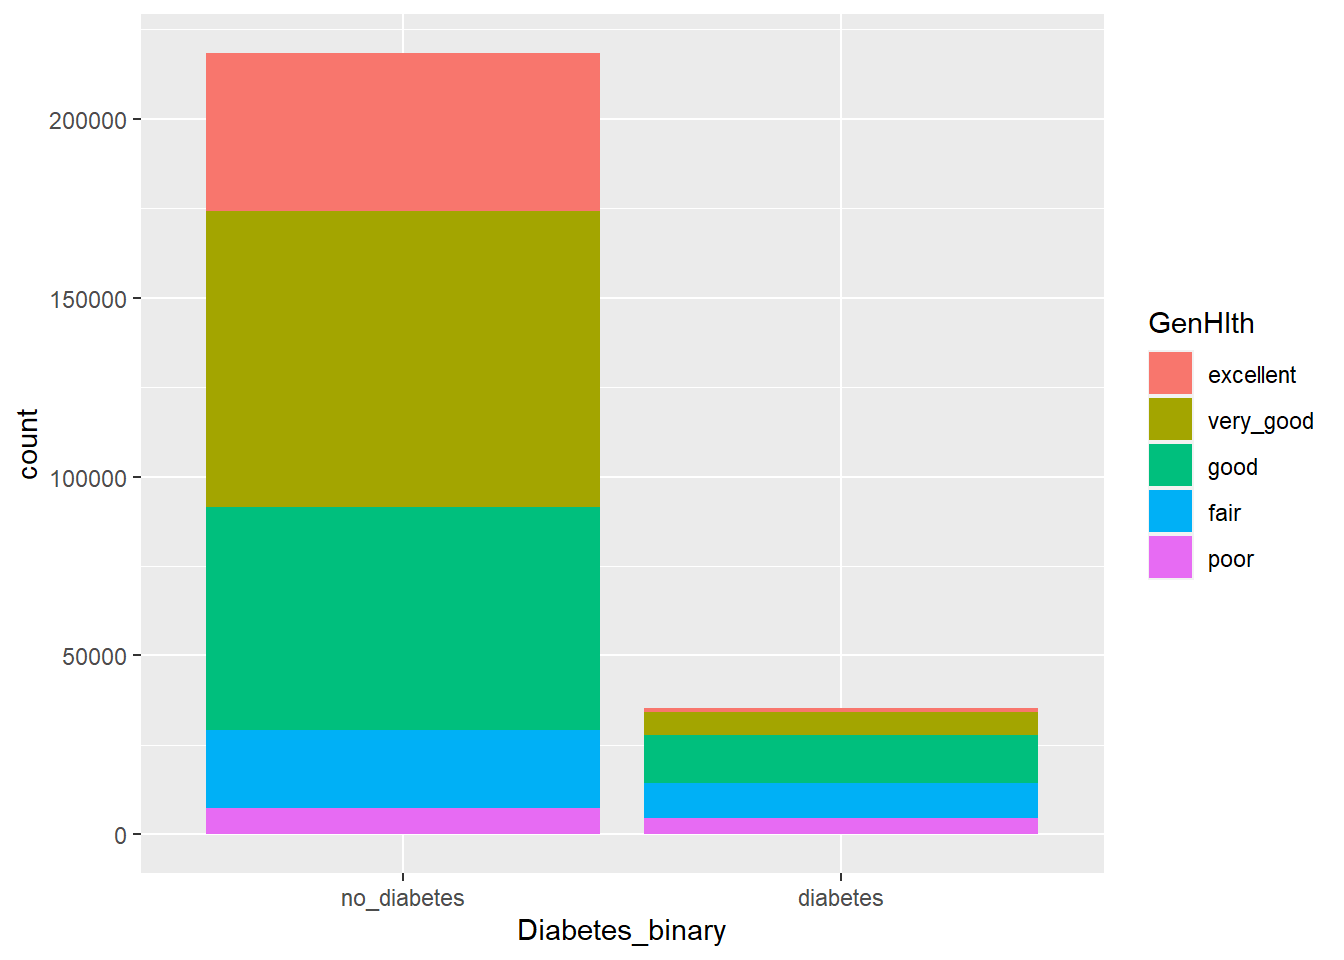 200000
150000
100000
50000
0
count
no_diabetes
diabetes
Diabetes_binary
GenHlth
excellent
very_good
good
fair
poor